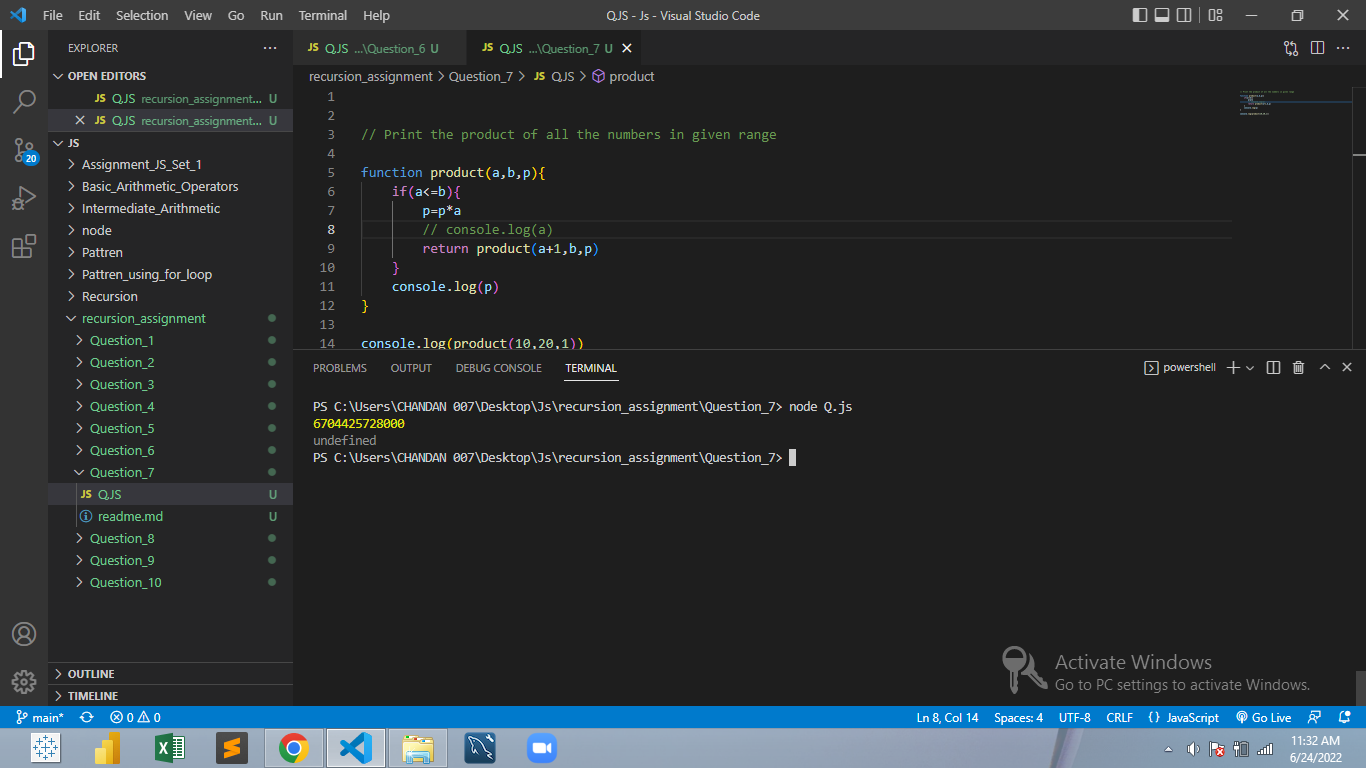 File Edit Selection View Go Run Terminal Help
Q.JS - Js - Visual Studio Code
EXPLORER
OPEN EDITORS
JS Q.JS recursion_assignment... U
JS Q.JS recursion_assignment... U
JS
Assignment_JS_Set_1
Basic_Arithmetic_Operators
Intermediate_Arithmetic
node
Pattren
Pattren_using_for_loop
Recursion
recursion_assignment
Question_1
Question_2
Question_3
Question_4
Question_5
Question_6
Question_7
JS Q.JS U
readme.md U
Question_8
Question_9
Question_10
OUTLINE
TIMELINE
20
JS Q.JS ...\Question_6 U
JS Q.JS ...\Question_7 U
recursion_assignment > Question_7 > JS Q.JS > product
1
2
3 // Print the product of all the numbers in given range
4
5 function product(a,b,p){
6 if(a<=b){
7 p=p*a
8 // console.log(a)
9 return product(a+1,b,p)
10 }
11 console.log(p)
12 }
13
14 console.log(product(10,20,1))
PROBLEMS OUTPUT DEBUG CONSOLE TERMINAL
powershell
PS C:\Users\CHANDAN 007\Desktop\Js\recursion_assignment\Question_7> node Q.js
6704425728000
undefined
PS C:\Users\CHANDAN 007\Desktop\Js\recursion_assignment\Question_7>
Activate Windows
Go to PC settings to activate Windows.
main* 0 0
Ln 8, Col 14 Spaces: 4 UTF-8 CRLF {} JavaScript Go Live
11:32 AM
6/24/2022